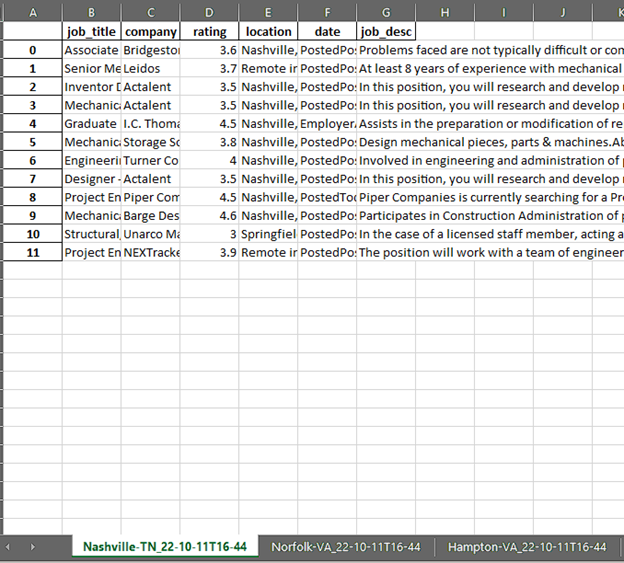 A B C D E F G H I J K
job_title company rating location date job_desc
0 Associate Bridgesto 3.6 Nashville, PostedPo Problems faced are not typically difficult or com
1 Senior Me Leidos 3.7 Remote in PostedPo At least 8 years of experience with mechanical
2 Inventor D Actalent 3.5 Nashville, PostedPo In this position, you will research and develop
3 Mechanica Actalent 3.5 Nashville, PostedPo In this position, you will research and develop
4 Graduate I.C. Thoma 4.5 Nashville, Employer Assists in the preparation or modification of re
5 Mechanica Storage So 3.8 Nashville, PostedPo Design mechanical pieces, parts & machines.Ab
6 Engineeri Turner Co 4 Nashville, PostedPo Involved in engineering and administration of
7 Designer - Actalent 3.5 Nashville, PostedPo In this position, you will research and develop
8 Project En Piper Com 4.5 Nashville, PostedTo Piper Companies is currently searching for a Pr
9 Mechanica Barge Des 4.6 Nashville, PostedPo Participates in Construction Administration of
10 Structural Unarco Ma 3 Springfiel PostedPo In the case of a licensed staff member, acting a
11 Project En NEXTracke 3.9 Remote in PostedPo The position will work with a team of engineer
Nashville-TN_22-10-11T16-44 Norfolk-VA_22-10-11T16-44 Hampton-VA_22-10-11T16-44